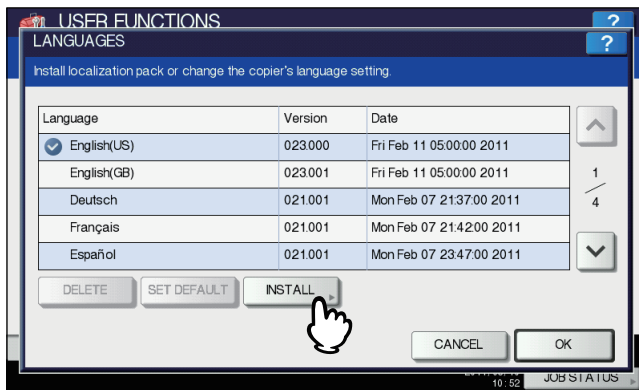 USER FUNCTIONS
?
LANGUAGES
?
Install localization pack or change the copier's language setting.
Language Version Date
English(US) 023.000 Fri Feb 11 05:00:00 2011
English(GB) 023.001 Fri Feb 11 05:00:00 2011
Deutsch 021.001 Mon Feb 07 21:37:00 2011
Français 021.001 Mon Feb 07 21:42:00 2011
Español 021.001 Mon Feb 07 23:47:00 2011
1
4
DELETE SET DEFAULT INSTALL
CANCEL OK
10:52 JOB STATUS